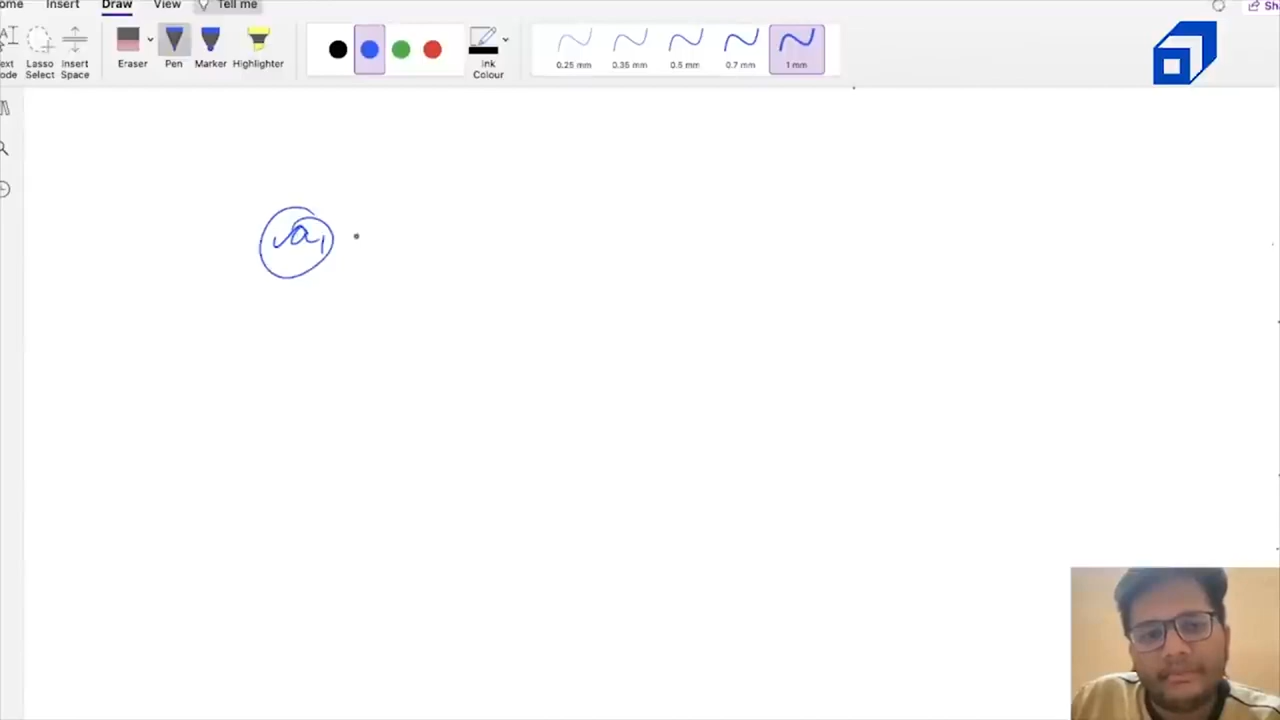 ome Insert Draw View Tell me
Sh
Eraser Pen Marker Highlighter
ext
ode
Lasso
Select
Insert
Space
Ink
Colour
0.25 mm 0.35 mm 0.5 mm 0.7 mm 1 mm